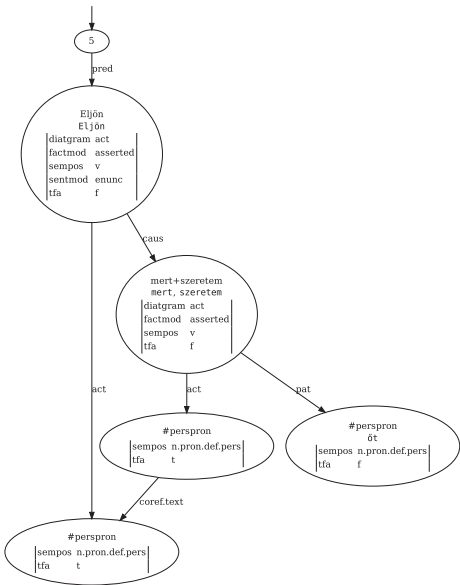 5
pred
Eljön
Eljön
diatgram act
factmod asserted
sempos v
sentmod enunc
tfa f
caus
mert+szeretem
mert, szeretem
diatgram act
factmod asserted
sempos v
tfa f
act
act
pat
#perspron
sempos n.pron.def.pers
tfa t
#perspron
őt
sempos n.pron.def.pers
tfa f
coref.text
#perspron
sempos n.pron.def.pers
tfa t